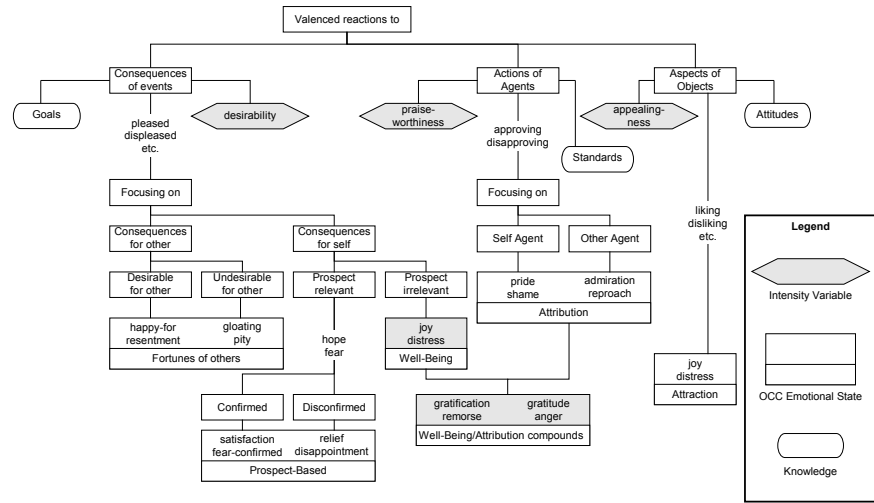 Valenced reactions to
Consequences
of events
Actions of
Agents
Aspects of
Objects
Goals
desirability
praise-
worthiness
appealing-
ness
Attitudes
pleased
displeased
etc.
approving
disapproving
Standards
Focusing on
Focusing on
liking
disliking
etc.
Consequences
for other
Consequences
for self
Self Agent
Other Agent
Desirable
for other
Undesirable
for other
Prospect
relevant
Prospect
irrelevant
pride
shame
admiration
reproach
Attribution
happy-for
resentment
gloating
pity
Fortunes of others
hope
fear
joy
distress
Well-Being
joy
distress
Attraction
Confirmed
Disconfirmed
gratification
remorse
gratitude
anger
Well-Being/Attribution compounds
satisfaction
fear-confirmed
relief
disappointment
Prospect-Based
Legend
Intensity Variable
OCC Emotional State
Knowledge